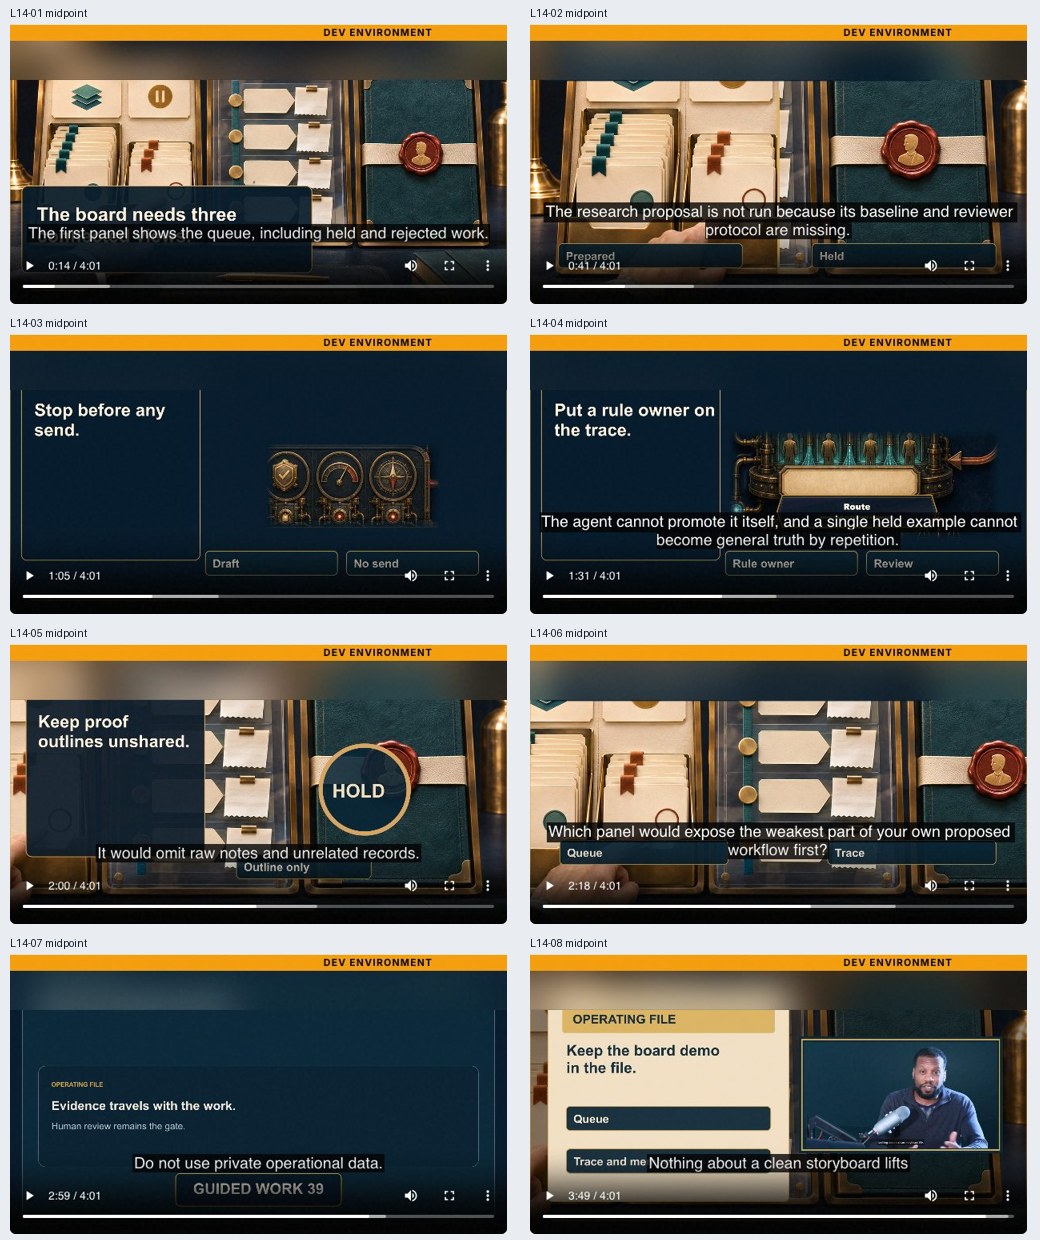 L14-01 midpoint
DEV ENVIRONMENT
The board needs three
The first panel shows the queue, including held and rejected work.
0:14 / 4:01
L14-02 midpoint
DEV ENVIRONMENT
The research proposal is not run because its baseline and reviewer
protocol are missing.
Prepared
Held
0:41 / 4:01
L14-03 midpoint
DEV ENVIRONMENT
Stop before any
send.
Draft
No send
1:05 / 4:01
L14-04 midpoint
DEV ENVIRONMENT
Put a rule owner on
the trace.
Route
The agent cannot promote it itself, and a single held example cannot
become general truth by repetition.
Rule owner
Review
1:31 / 4:01
L14-05 midpoint
DEV ENVIRONMENT
Keep proof
outlines unshared.
HOLD
It would omit raw notes and unrelated records.
Outline only
2:00 / 4:01
L14-06 midpoint
DEV ENVIRONMENT
Which panel would expose the weakest part of your own proposed
workflow first?
Queue
Trace
2:18 / 4:01
L14-07 midpoint
DEV ENVIRONMENT
OPERATING FILE
Evidence travels with the work.
Human review remains the gate.
Do not use private operational data.
GUIDED WORK 39
2:59 / 4:01
L14-08 midpoint
DEV ENVIRONMENT
OPERATING FILE
Keep the board demo
in the file.
Queue
Trace and me
Nothing about a clean storyboard lifts
3:49 / 4:01